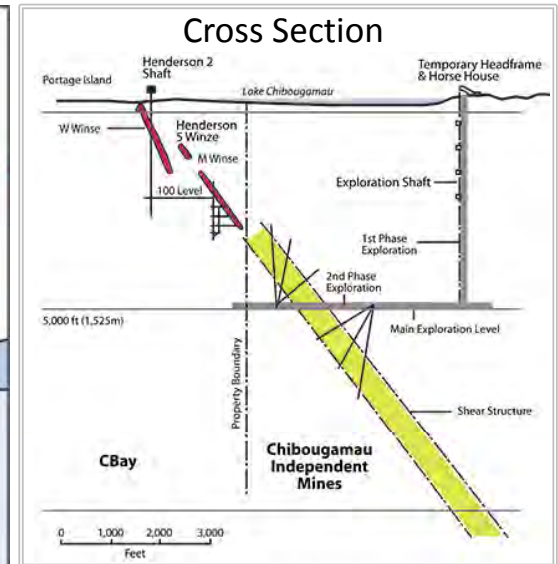 Cross Section
Henderson 2
Shaft
Temporary Headframe
& Horse House
Portage Island
Lake Chibougamau
W Winse
Henderson
5 Winze
M Winse
Exploration Shaft
100 Level
1st Phase
Exploration
2nd Phase
Exploration
5,000 ft (1,525m)
Main Exploration Level
Property Boundary
Shear Structure
CBay
Chibougamau
Independent
Mines
0 1,000 2,000 3,000
Feet